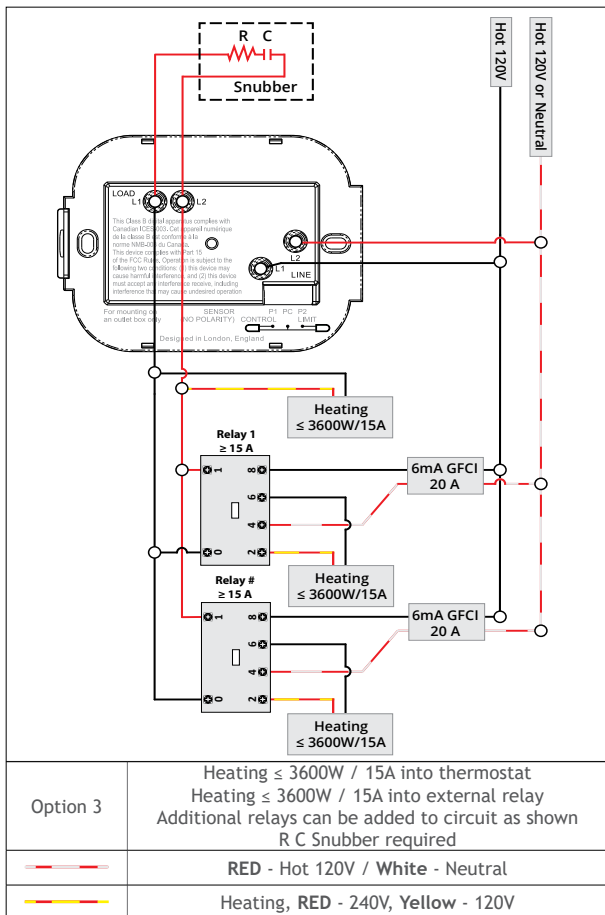 R C
Snubber
Hot 120V
Hot 120V or Neutral
LOAD
L1
L2
This Class B digital apparatus complies with
Canadian ICES-003. Cet appareil numérique
de la classe B est conforme à la
norme NMB-003 du Canada.
This device complies with Part 15
of the FCC Rules, Operation is subject to the
following two conditions: (1) this device may
cause harmful interference, and (2) this device
must accept any interference receive, including
interference that may cause undesired operation
L2
L1
LINE
For mounting on
an outlet box only
SENSOR
(NO POLARITY)
P1 PC P2
CONTROL LIMIT
Designed in London, England
Heating
≤ 3600W/15A
Relay 1
≥ 15 A
1
8
6
4
0
2
6mA GFCI
20 A
Heating
≤ 3600W/15A
Relay #
≥ 15 A
1
8
6
4
0
2
6mA GFCI
20 A
Heating
≤ 3600W/15A
Option 3
Heating ≤ 3600W / 15A into thermostat
Heating ≤ 3600W / 15A into external relay
Additional relays can be added to circuit as shown
R C Snubber required
RED - Hot 120V / White - Neutral
Heating, RED - 240V, Yellow - 120V